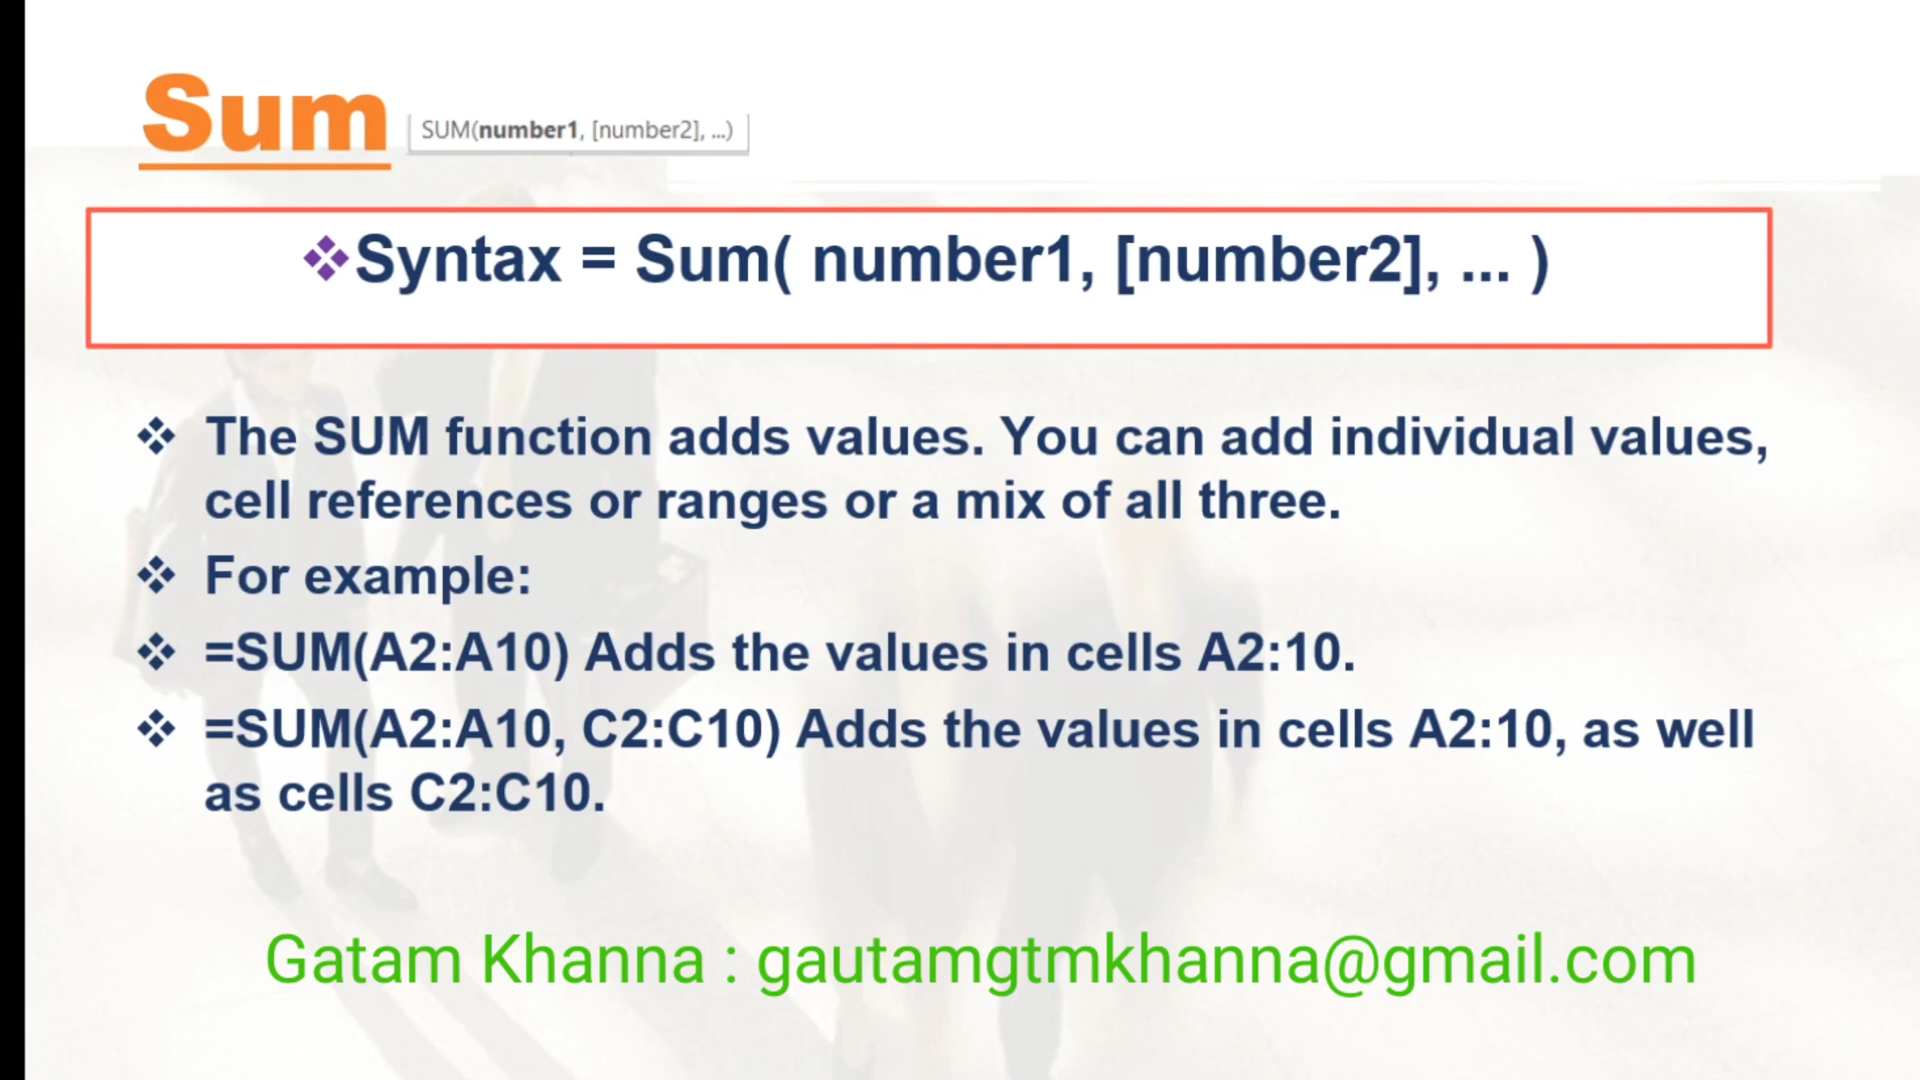 Sum
SUM(number1, [number2], ...)
❖Syntax = Sum( number1, [number2], ... )
❖ The SUM function adds values. You can add individual values,
cell references or ranges or a mix of all three.
❖ For example:
❖ =SUM(A2:A10) Adds the values in cells A2:10.
❖ =SUM(A2:A10, C2:C10) Adds the values in cells A2:10, as well
as cells C2:C10.
Gatam Khanna : gautamgtmkhanna@gmail.com